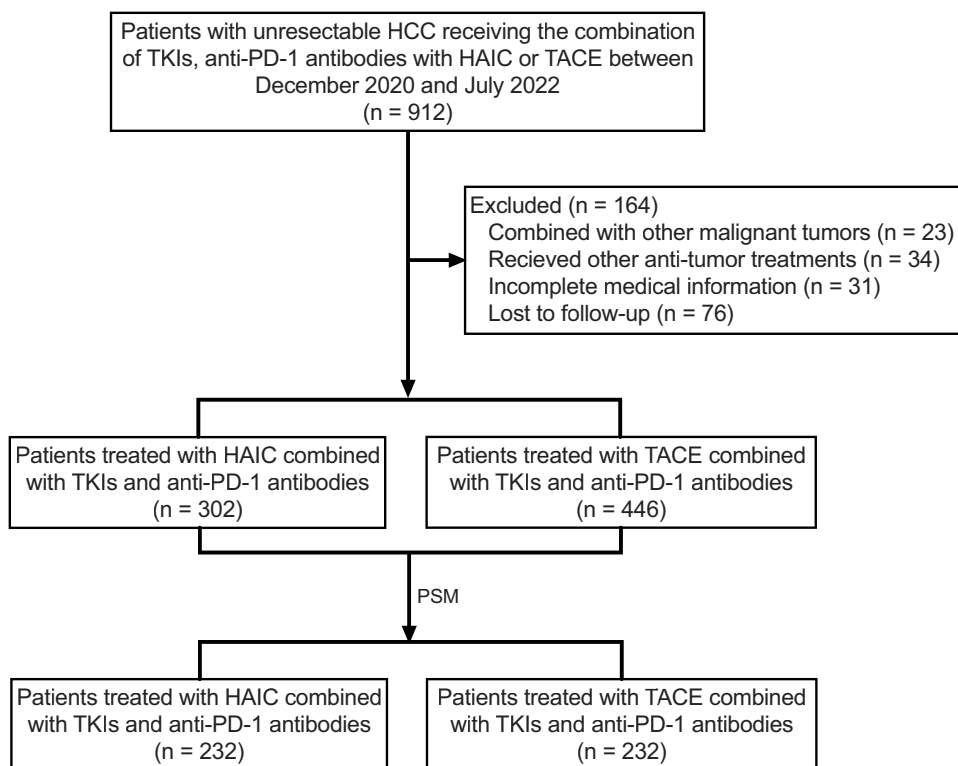 Patients with unresectable HCC receiving the combination
of TKIs, anti-PD-1 antibodies with HAIC or TACE between
December 2020 and July 2022
(n = 912)
Excluded (n = 164)
Combined with other malignant tumors (n = 23)
Recieved other anti-tumor treatments (n = 34)
Incomplete medical information (n = 31)
Lost to follow-up (n = 76)
Patients treated with HAIC combined
with TKIs and anti-PD-1 antibodies
(n = 302)
Patients treated with TACE combined
with TKIs and anti-PD-1 antibodies
(n = 446)
PSM
Patients treated with HAIC combined
with TKIs and anti-PD-1 antibodies
(n = 232)
Patients treated with TACE combined
with TKIs and anti-PD-1 antibodies
(n = 232)